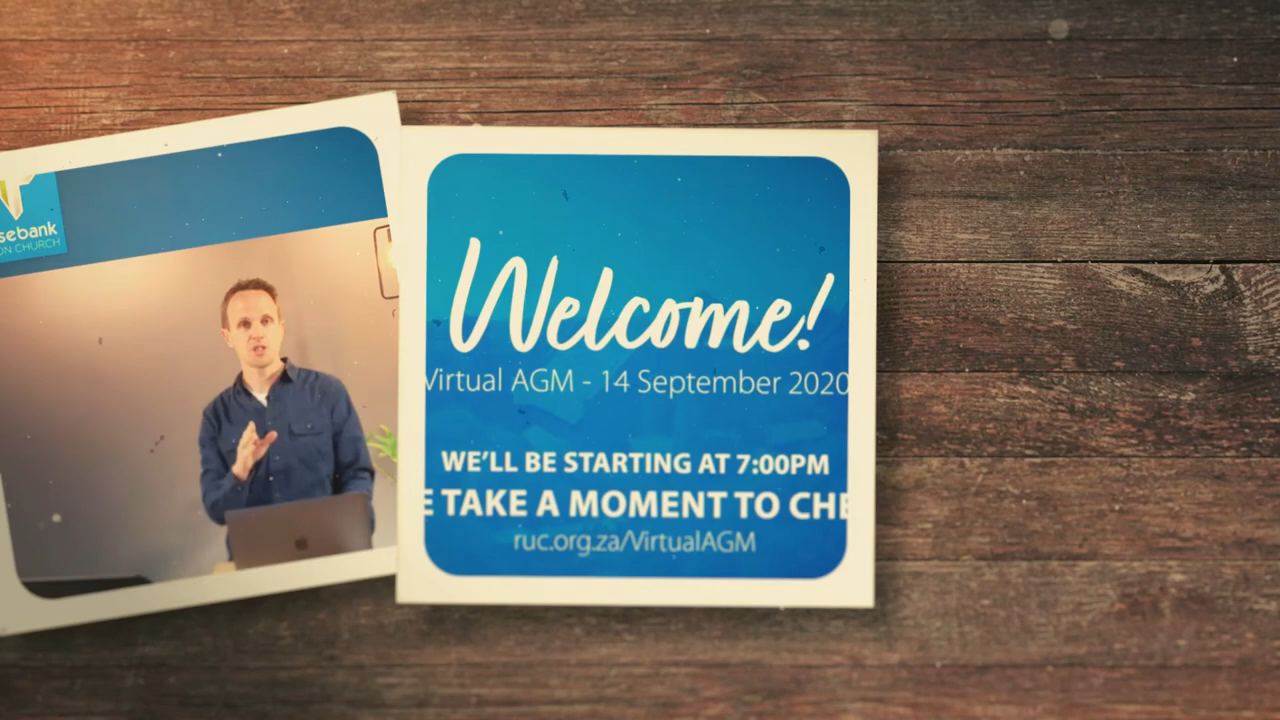 sebank
ON CHURCH
Welcome!
Virtual AGM - 14 September 2020
WE'LL BE STARTING AT 7:00PM
E TAKE A MOMENT TO CHE
ruc.org.za/VirtualAGM